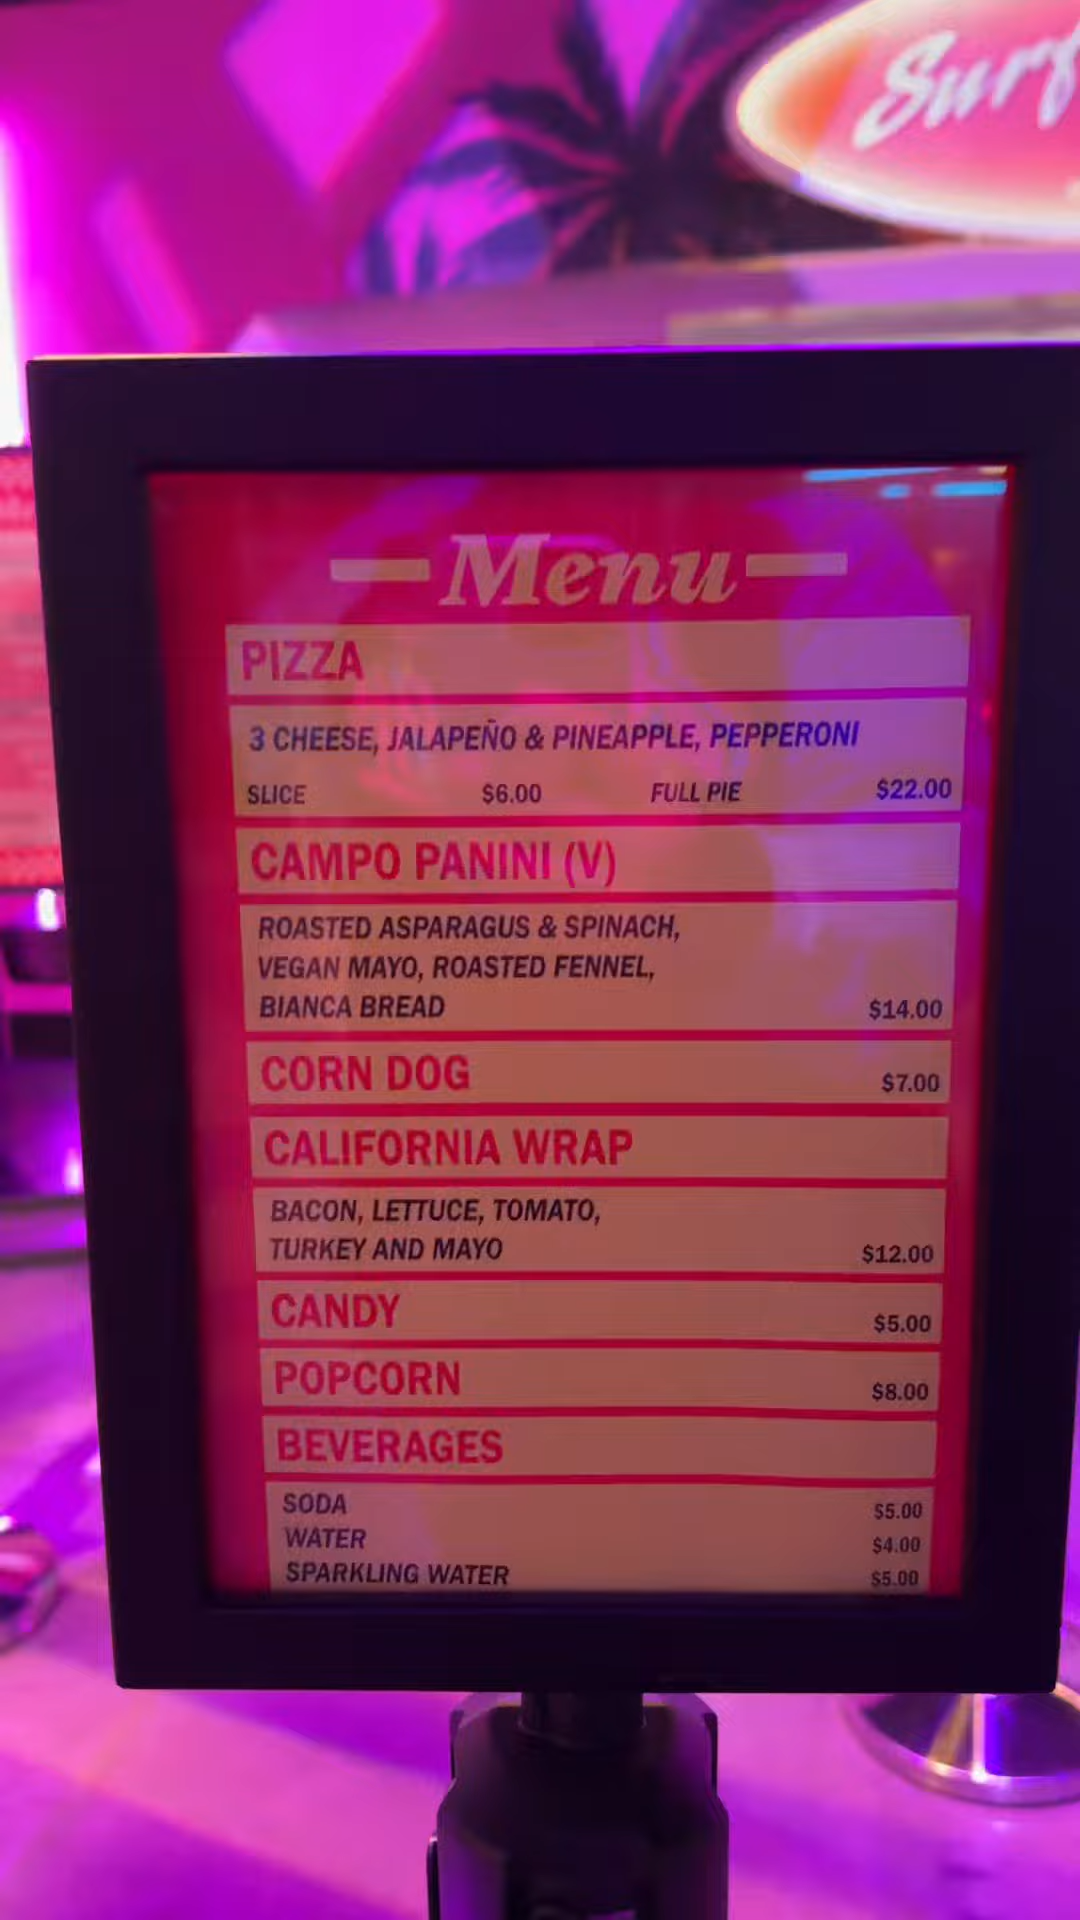 Surf
Menu
PIZZA
3 CHEESE, JALAPEÑO & PINEAPPLE, PEPPERONI
SLICE $6.00 FULL PIE $22.00
CAMPO PANINI (V)
ROASTED ASPARAGUS & SPINACH,
VEGAN MAYO, ROASTED FENNEL,
BIANCA BREAD $14.00
CORN DOG $7.00
CALIFORNIA WRAP
BACON, LETTUCE, TOMATO,
TURKEY AND MAYO $12.00
CANDY $5.00
POPCORN $8.00
BEVERAGES
SODA $5.00
WATER $4.00
SPARKLING WATER $5.00